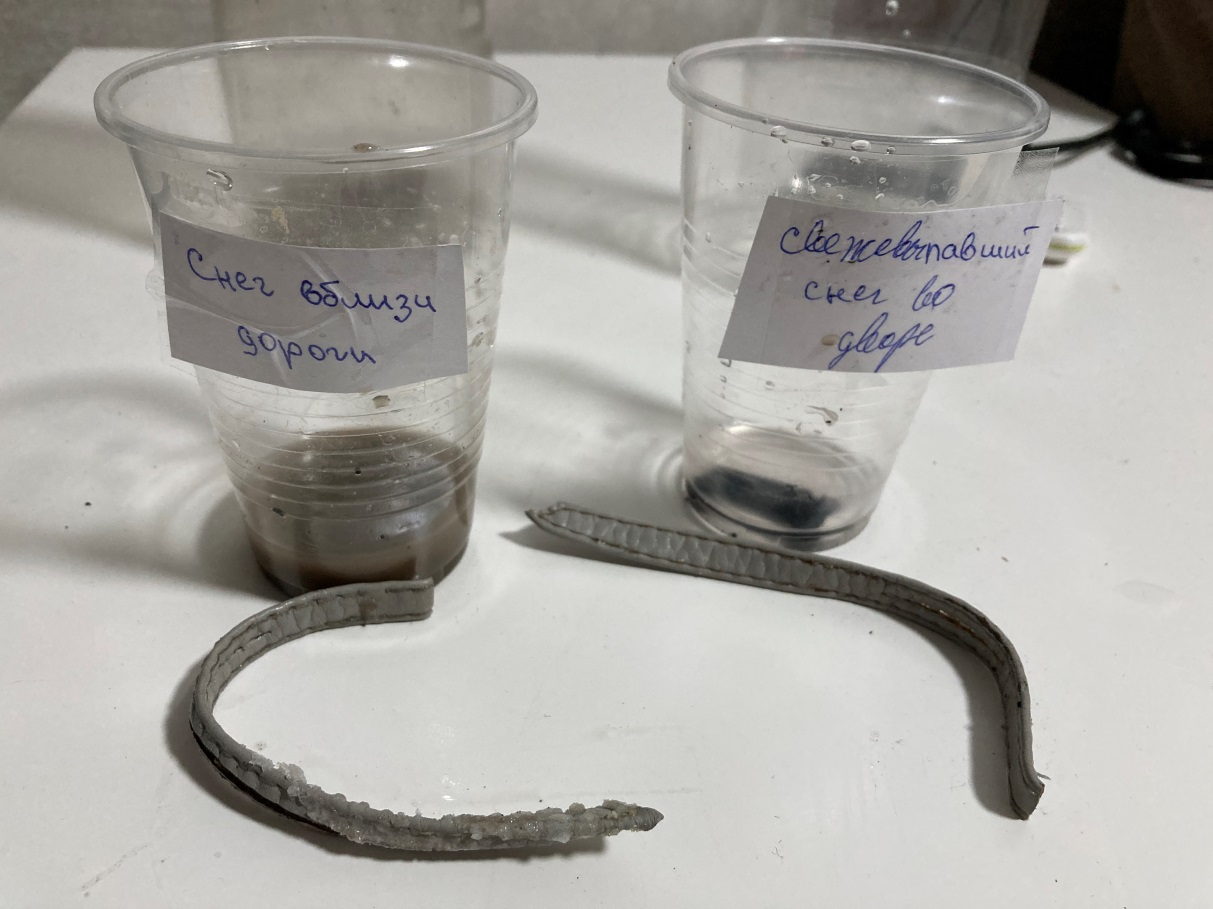 Снег вблизи
дороги
свежевыпавший
снег во
дворе